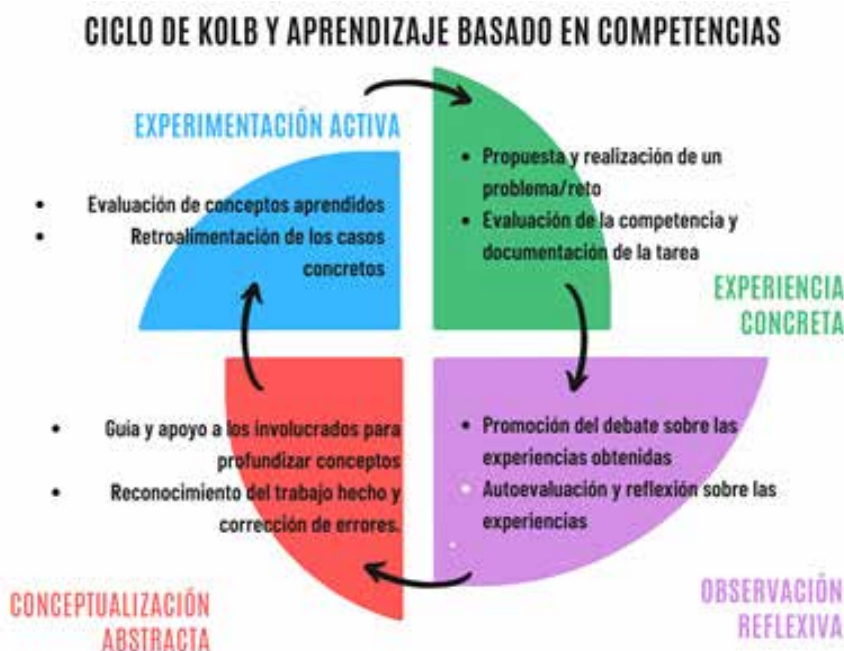 CICLO DE KOLB Y APRENDIZAJE BASADO EN COMPETENCIAS
EXPERIMENTACIÓN ACTIVA
• Evaluación de conceptos aprendidos
• Retroalimentación de los casos
concretos
• Propuesta y realización de un
problema/reto
• Evaluación de la competencia y
documentación de la tarea
EXPERIENCIA
CONCRETA
• Guía y apoyo a los involucrados para
profundizar conceptos
• Reconocimiento del trabajo hecho y
corrección de errores.
CONCEPTUALIZACIÓN
ABSTRACTA
• Promoción del debate sobre las
experiencias obtenidas
• Autoevaluación y reflexión sobre las
experiencias
OBSERVACIÓN
REFLEXIVA